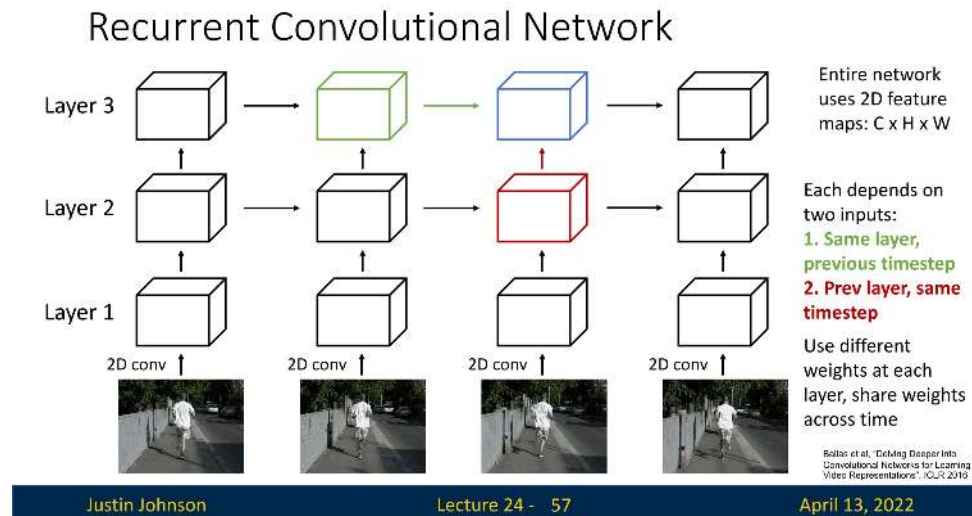 Recurrent Convolutional Network
Layer 3
Layer 2
Layer 1
2D conv
2D conv
2D conv
2D conv
Entire network
uses 2D feature
maps: C x H x W
Each depends on
two inputs:
1. Same layer,
previous timestep
2. Prev layer, same
timestep
Use different
weights at each
layer, share weights
across time
Ballas et al, "Delving Deeper into
Convolutional Networks for Learning
Video Representations", ICLR 2016
Justin Johnson
Lecture 24 - 57
April 13, 2022